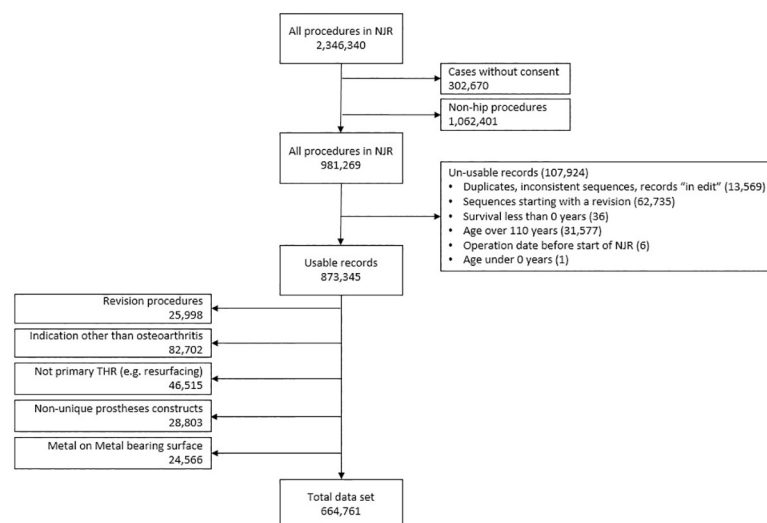 All procedures in NJR
2,346,340
Cases without consent
302,670
Non-hip procedures
1,062,401
All procedures in NJR
981,269
Un-usable records (107,924)
• Duplicates, inconsistent sequences, records "in edit" (13,569)
• Sequences starting with a revision (62,735)
• Survival less than 0 years (36)
• Age over 110 years (31,577)
• Operation date before start of NJR (6)
• Age under 0 years (1)
Usable records
873,345
Revision procedures
25,998
Indication other than osteoarthritis
82,702
Not primary THR (e.g. resurfacing)
46,515
Non-unique prostheses constructs
28,803
Metal on Metal bearing surface
24,566
Total data set
664,761